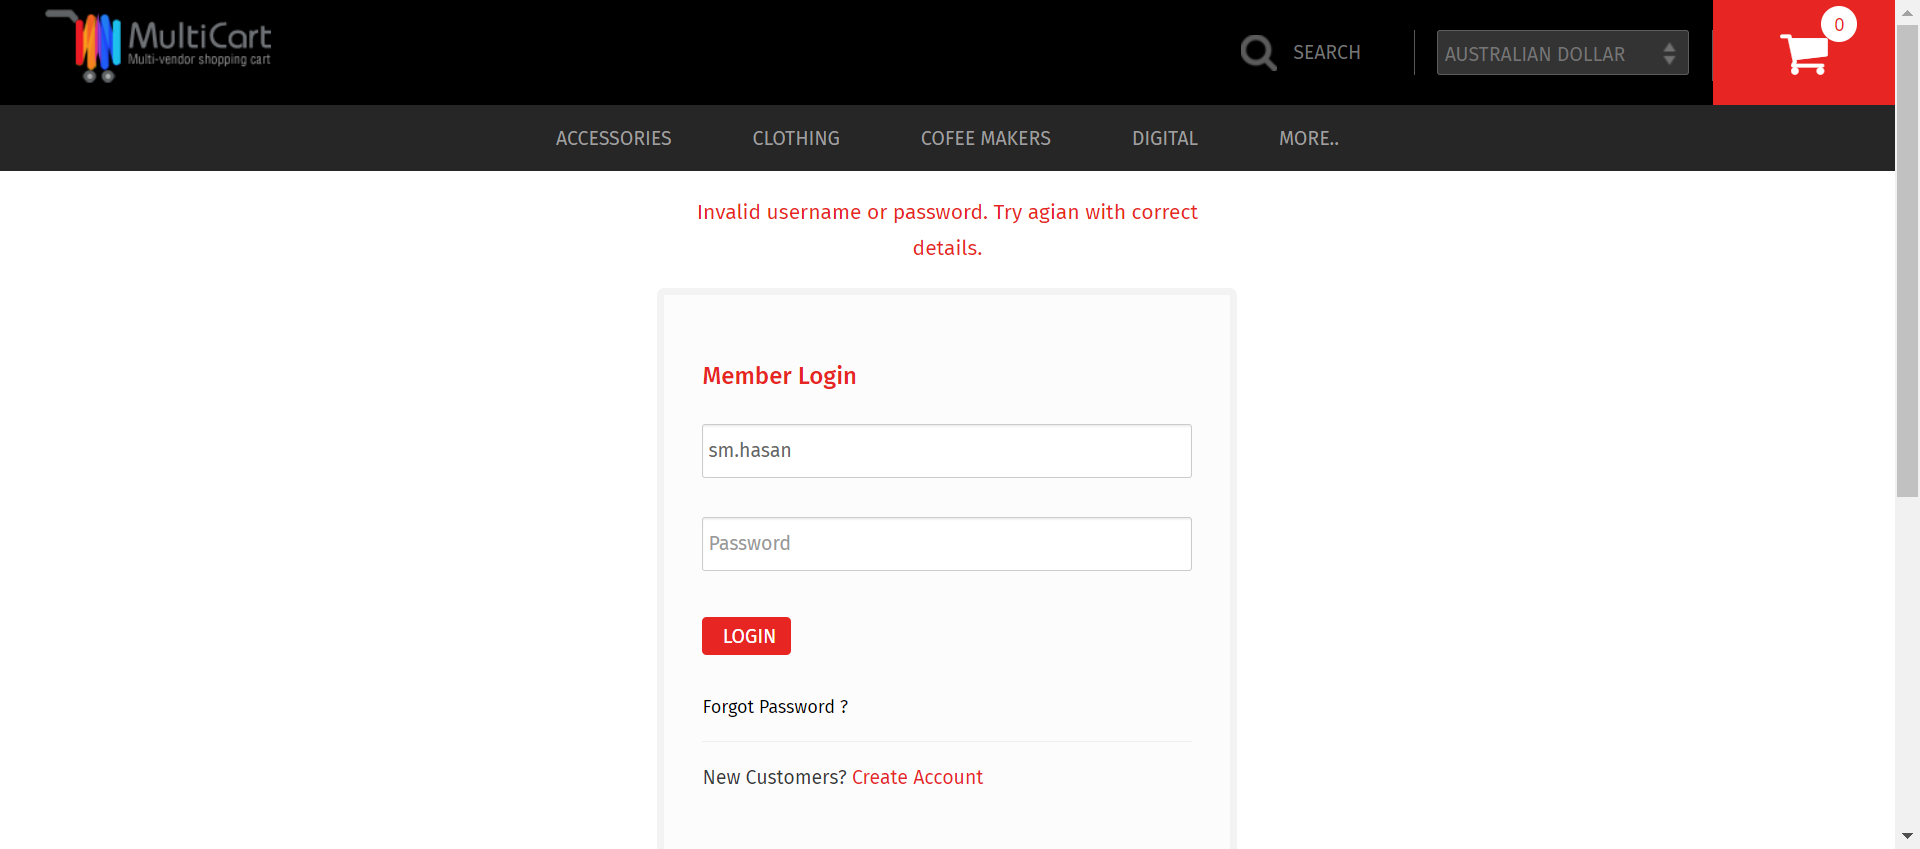 MultiCart
Multi-vendor shopping cart
SEARCH
AUSTRALIAN DOLLAR
0
ACCESSORIES
CLOTHING
COFEE MAKERS
DIGITAL
MORE..
Invalid username or password. Try agian with correct
details.
Member Login
sm.hasan
Password
LOGIN
Forgot Password ?
New Customers? Create Account